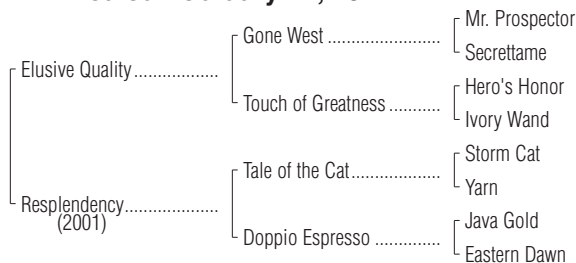 Gone West
Mr. Prospector
Secrettame
Elusive Quality
Touch of Greatness
Hero's Honor
Ivory Wand
Resplendency
(2001)
Tale of the Cat
Storm Cat
Yarn
Doppio Espresso
Java Gold
Eastern Dawn